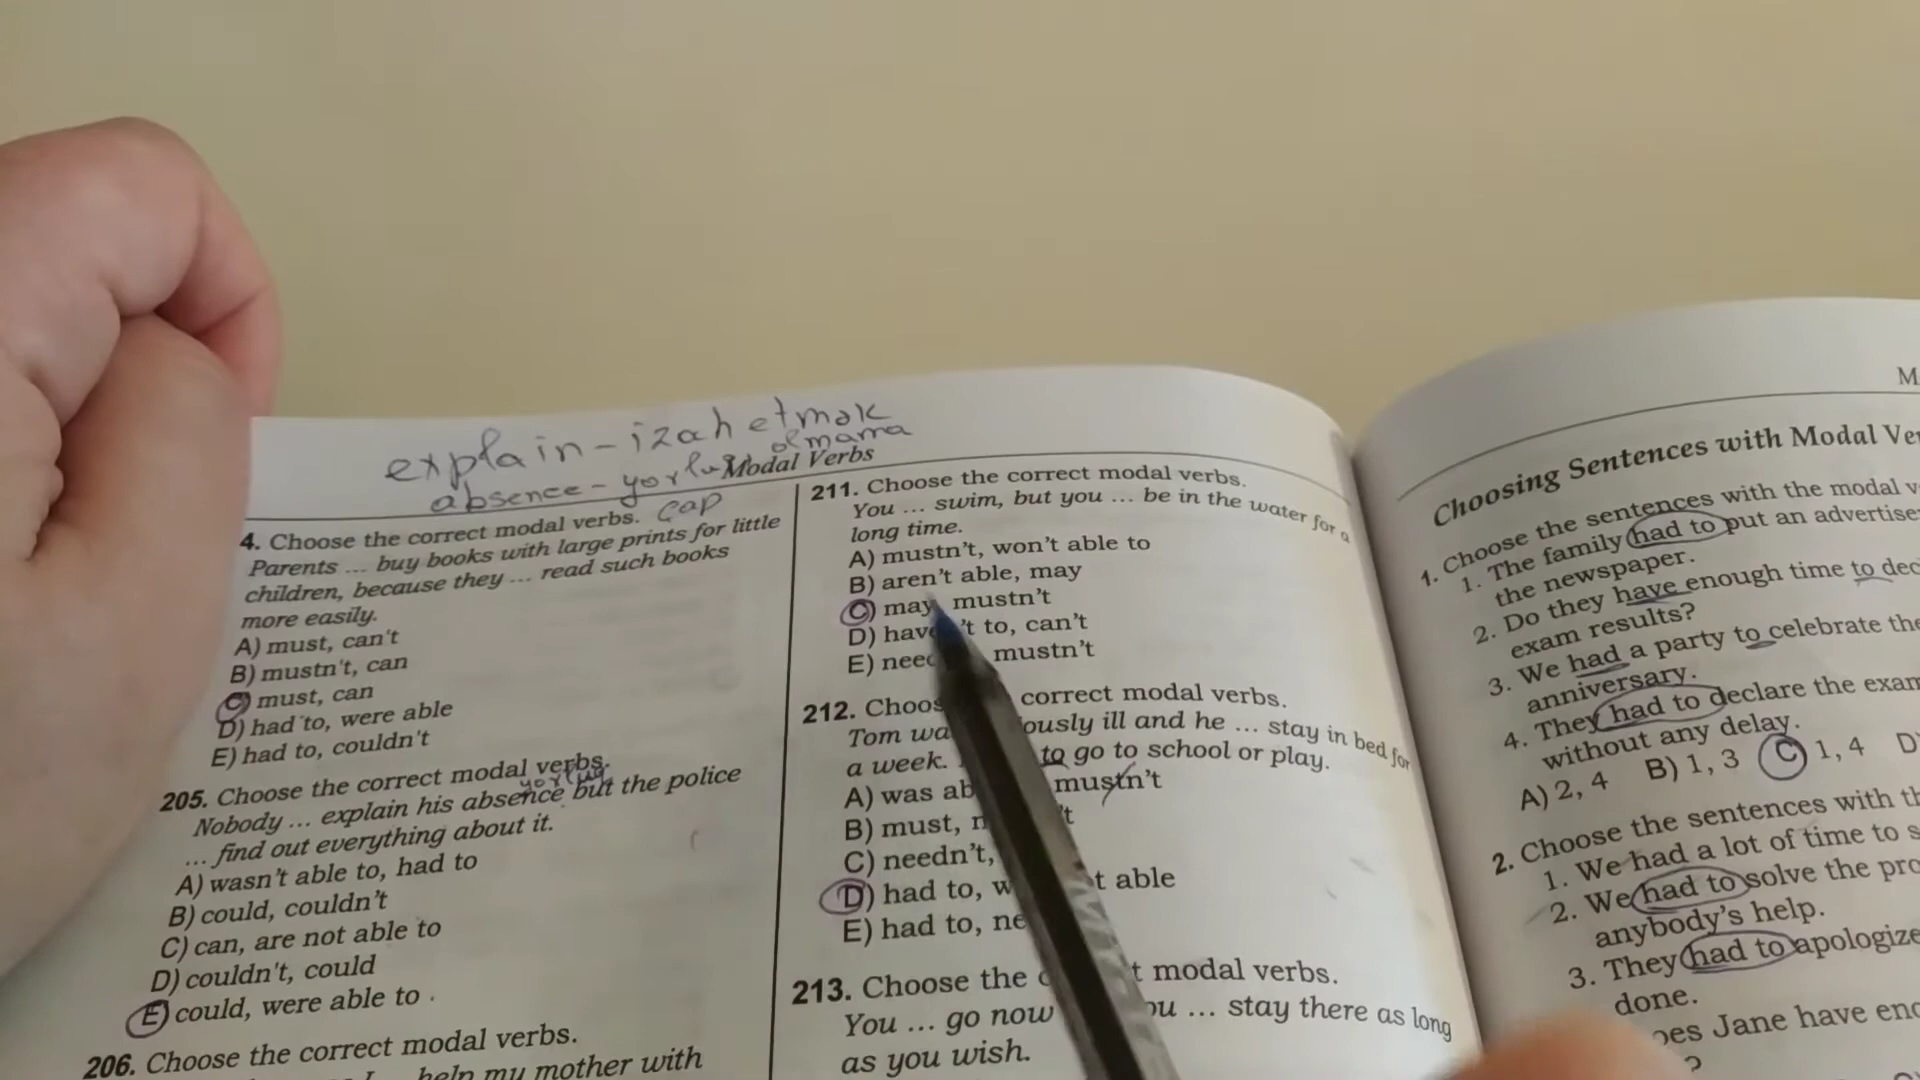 explain - izah etmək
absence - yorluğ olmama
Modal Verbs
4. Choose the correct modal verbs. cap
Parents ... buy books with large prints for little
children, because they ... read such books
more easily.
A) must, can't
B) mustn't, can
C) must, can
D) had to, were able
E) had to, couldn't
205. Choose the correct modal verbs.
yorluğ
Nobody ... explain his absence but the police
... find out everything about it.
A) wasn't able to, had to
B) could, couldn't
C) can, are not able to
D) couldn't, could
E) could, were able to
206. Choose the correct modal verbs.
help my mother with
211. Choose the correct modal verbs.
You ... swim, but you ... be in the water for a
long time.
A) mustn't, won't able to
B) aren't able, may
C) may, mustn't
D) have 't to, can't
E) need mustn't
212. Choos correct modal verbs.
Tom wa ously ill and he ... stay in bed for
a week. to go to school or play.
A) was ab mustn't
B) must, n 't
C) needn't,
D) had to, w t able
E) had to, ne
213. Choose the c t modal verbs.
You ... go now ou ... stay there as long
as you wish.
M
Choosing Sentences with Modal Ve
1. Choose the sentences with the modal v
1. The family had to put an advertise
the newspaper.
2. Do they have enough time to dec
exam results?
3. We had a party to celebrate the
anniversary.
4. They had to declare the exam
without any delay.
A) 2, 4 B) 1, 3 C) 1, 4 D
2. Choose the sentences with th
1. We had a lot of time to s
2. We had to solve the pro
anybody's help.
3. They had to apologize
done.
oes Jane have eno
?